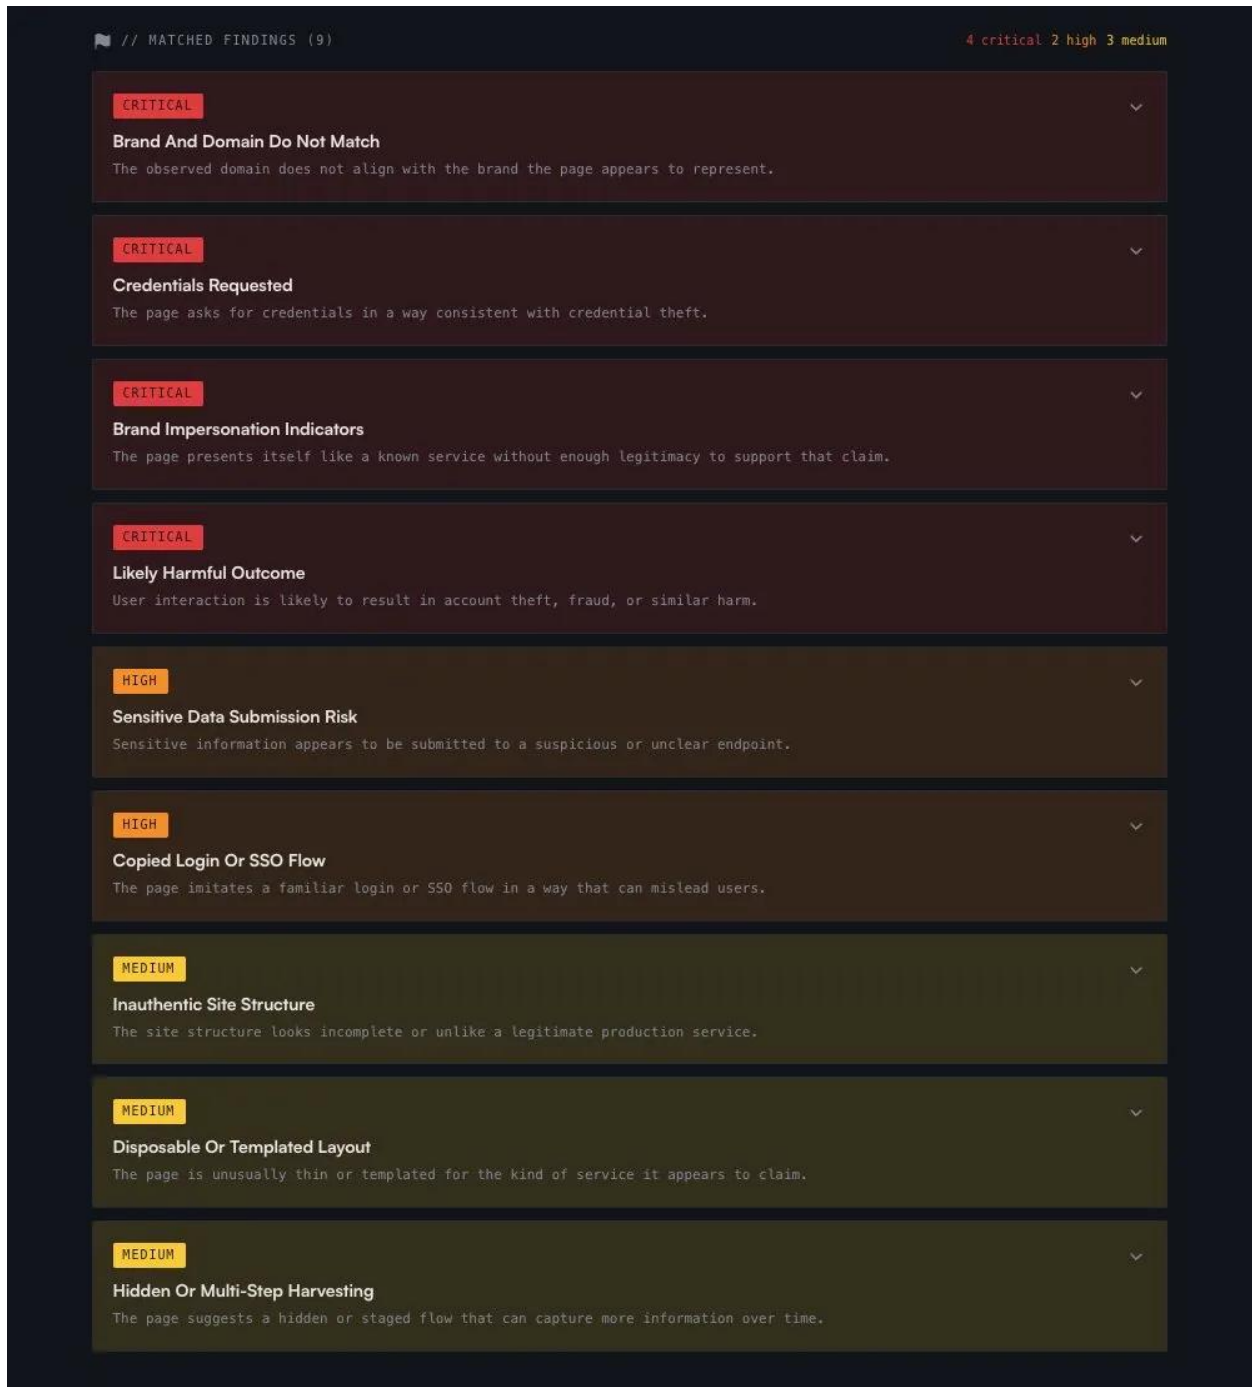 // MATCHED FINDINGS (9)
4 critical 2 high 3 medium
CRITICAL
Brand And Domain Do Not Match
The observed domain does not align with the brand the page appears to represent.
CRITICAL
Credentials Requested
The page asks for credentials in a way consistent with credential theft.
CRITICAL
Brand Impersonation Indicators
The page presents itself like a known service without enough legitimacy to support that claim.
CRITICAL
Likely Harmful Outcome
User interaction is likely to result in account theft, fraud, or similar harm.
HIGH
Sensitive Data Submission Risk
Sensitive information appears to be submitted to a suspicious or unclear endpoint.
HIGH
Copied Login Or SSO Flow
The page imitates a familiar login or SSO flow in a way that can mislead users.
MEDIUM
Inauthentic Site Structure
The site structure looks incomplete or unlike a legitimate production service.
MEDIUM
Disposable Or Templated Layout
The page is unusually thin or templated for the kind of service it appears to claim.
MEDIUM
Hidden Or Multi-Step Harvesting
The page suggests a hidden or staged flow that can capture more information over time.